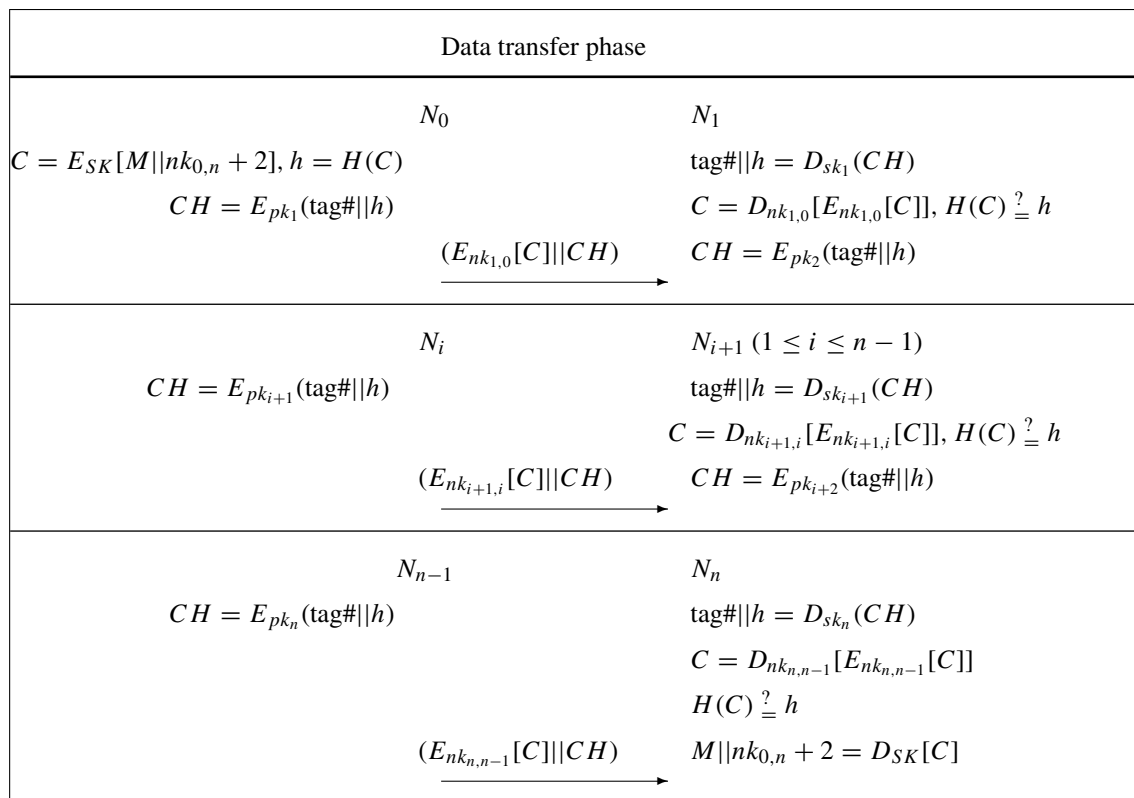 Data transfer phase
N_0 N_1
C = E_{SK}[M||nk_{0,n} + 2], h = H(C) tag#||h = D_{sk_1}(CH)
CH = E_{pk_1}(tag#||h) C = D_{nk_{1,0}}[E_{nk_{1,0}}[C]], H(C) ?= h
(E_{nk_{1,0}}[C]||CH) CH = E_{pk_2}(tag#||h)
N_i N_{i+1} (1 ≤ i ≤ n − 1)
CH = E_{pk_{i+1}}(tag#||h) tag#||h = D_{sk_{i+1}}(CH)
C = D_{nk_{i+1,i}}[E_{nk_{i+1,i}}[C]], H(C) ?= h
(E_{nk_{i+1,i}}[C]||CH) CH = E_{pk_{i+2}}(tag#||h)
N_{n−1} N_n
CH = E_{pk_n}(tag#||h) tag#||h = D_{sk_n}(CH)
C = D_{nk_{n,n−1}}[E_{nk_{n,n−1}}[C]]
H(C) ?= h
(E_{nk_{n,n−1}}[C]||CH) M||nk_{0,n} + 2 = D_{SK}[C]